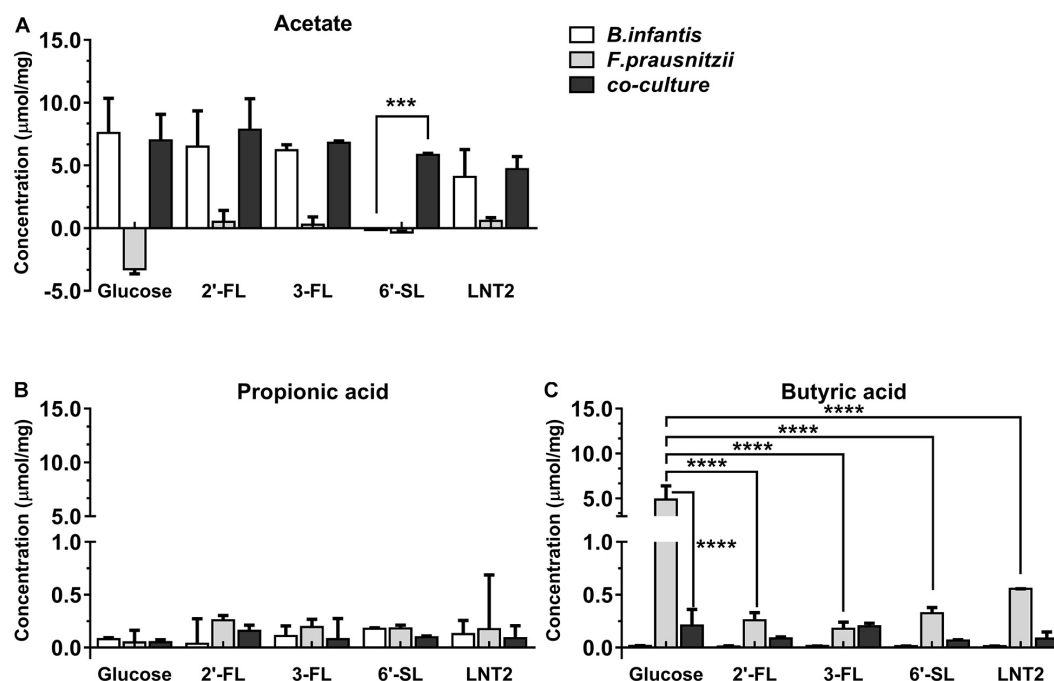 A
Acetate
B.infantis
F.prausnitzii
co-culture
Concentration (μmol/mg)
15.0
10.0
5.0
0.0
-5.0
***
Glucose 2'-FL 3-FL 6'-SL LNT2
B
Propionic acid
Concentration (μmol/mg)
15.0
10.0
5.0
1.0
0.5
0.0
Glucose 2'-FL 3-FL 6'-SL LNT2
C
Butyric acid
Concentration (μmol/mg)
15.0
10.0
5.0
1.0
0.5
0.0
****
****
****
****
****
Glucose 2'-FL 3-FL 6'-SL LNT2